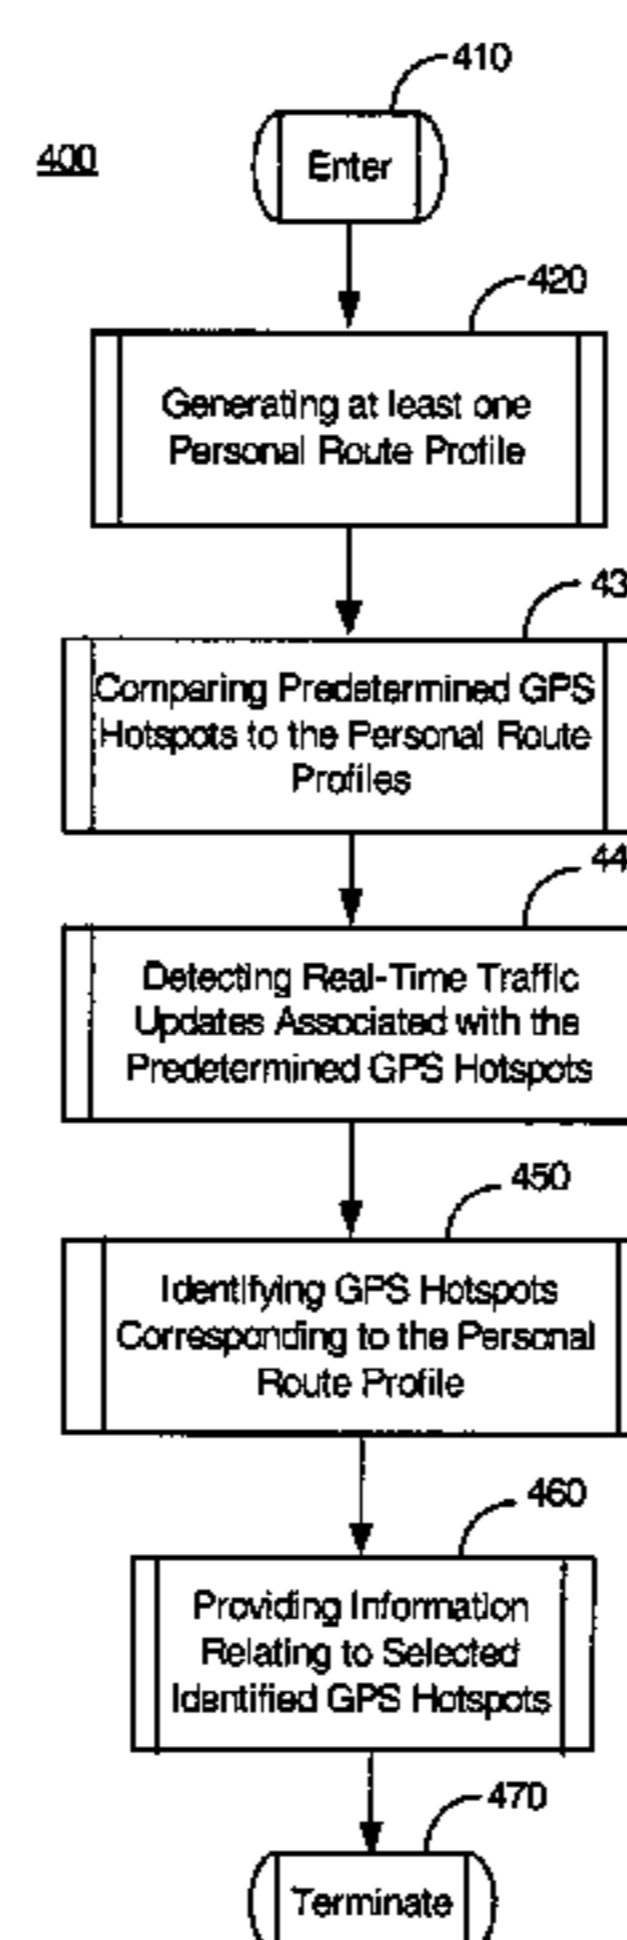 410
400
Enter
420
Generating at least one
Personal Route Profile
43
Comparing Predetermined GPS
Hotspots to the Personal Route
Profiles
44
Detecting Real-Time Traffic
Updates Associated with the
Predetermined GPS Hotspots
450
Identifying GPS Hotspots
Corresponding to the Personal
Route Profile
460
Providing Information
Relating to Selected
Identified GPS Hotspots
470
Terminate